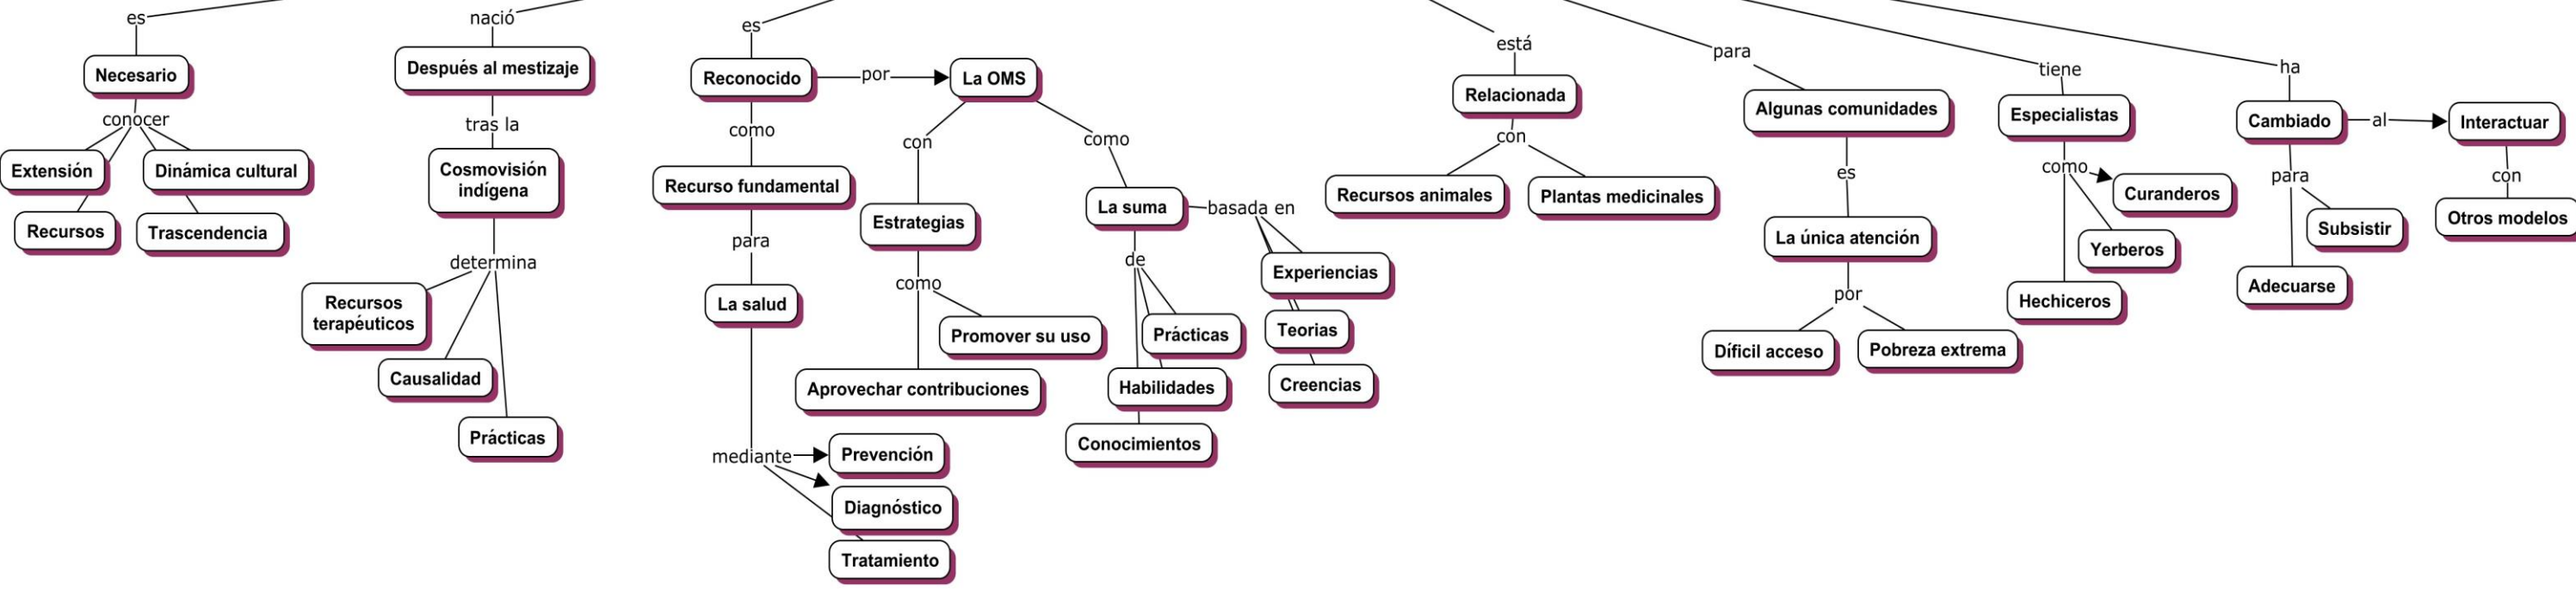 es
Necesario
conocer
Extensión
Dinámica cultural
Recursos
Trascendencia
nació
Después al mestizaje
tras la
Cosmovisión
indígena
determina
Recursos
terapéuticos
Causalidad
Prácticas
es
Reconocido
por
La OMS
como
Recurso fundamental
para
La salud
mediante
Prevención
Diagnóstico
Tratamiento
con
Estrategias
como
Promover su uso
Aprovechar contribuciones
como
La suma
basada en
de
Prácticas
Habilidades
Conocimientos
Experiencias
Teorias
Creencias
está
Relacionada
con
Recursos animales
Plantas medicinales
para
Algunas comunidades
es
La única atención
por
Díficil acceso
Pobreza extrema
tiene
Especialistas
como
Curanderos
Yerberos
Hechiceros
ha
Cambiado
al
Interactuar
para
Subsistir
Adecuarse
con
Otros modelos